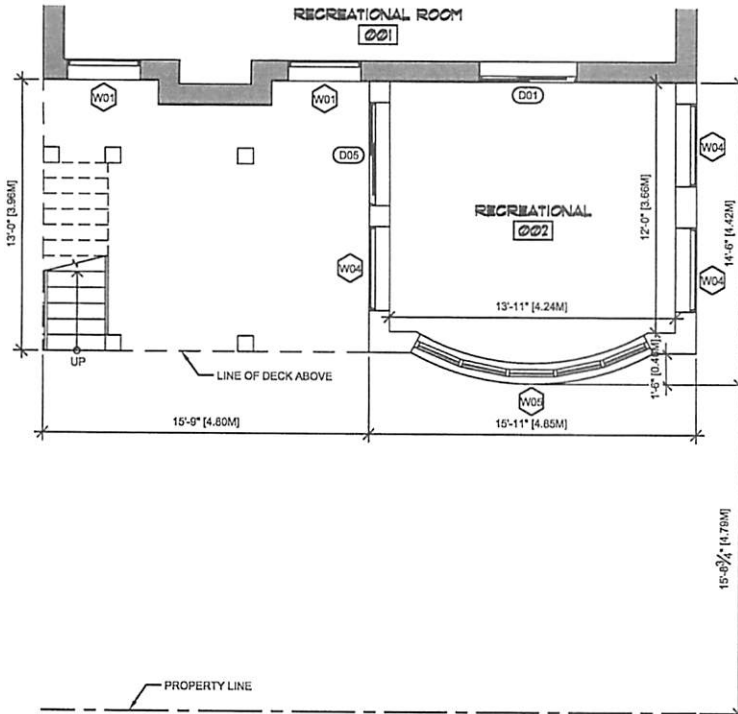 RECREATIONAL ROOM
001
W01
W01
D01
D05
W04
13'-0" [3.96M]
RECREATIONAL
002
12'-0" [3.66M]
14'-6" [4.42M]
W04
W04
13'-11" [4.24M]
UP
LINE OF DECK ABOVE
1'-6" [0.46M]
W05
15'-9" [4.80M]
15'-11" [4.85M]
15'-8¾" [4.79M]
PROPERTY LINE